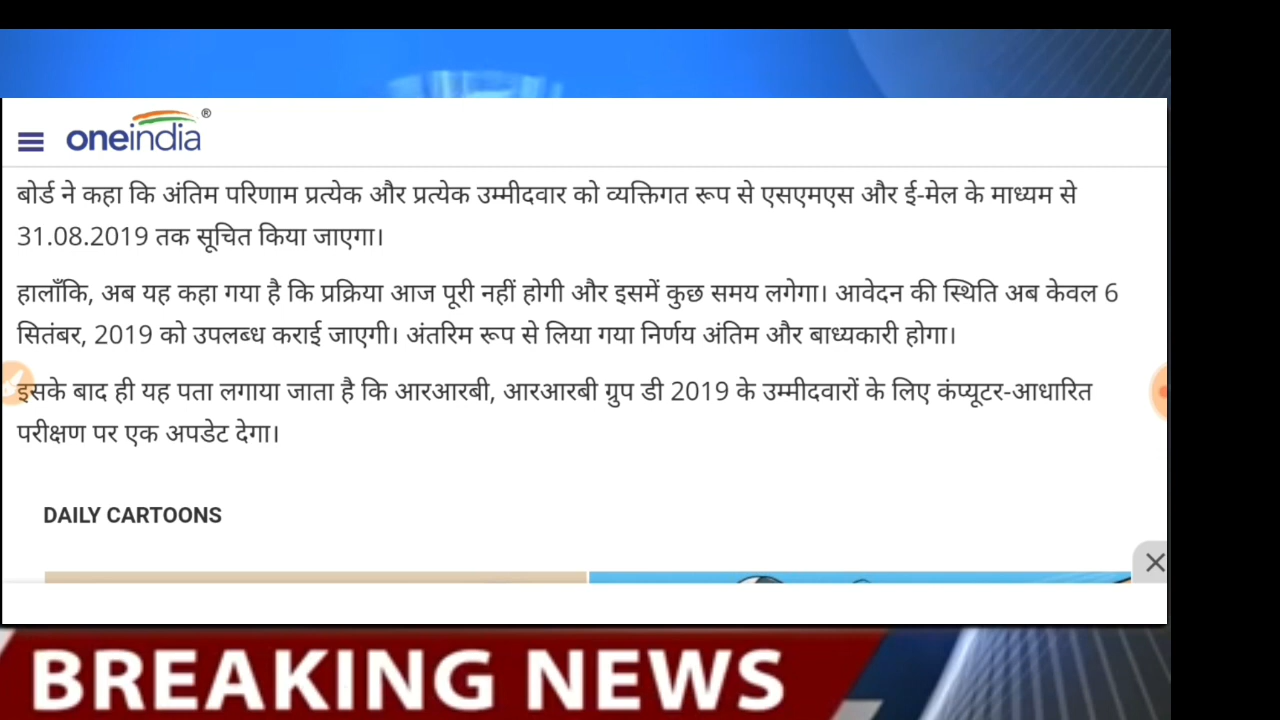 oneindia®
बोर्ड ने कहा कि अंतिम परिणाम प्रत्येक और प्रत्येक उम्मीदवार को व्यक्तिगत रूप से एसएमएस और ई-मेल के माध्यम से
31.08.2019 तक सूचित किया जाएगा।
हालाँकि, अब यह कहा गया है कि प्रक्रिया आज पूरी नहीं होगी और इसमें कुछ समय लगेगा। आवेदन की स्थिति अब केवल 6
सितंबर, 2019 को उपलब्ध कराई जाएगी। अंतरिम रूप से लिया गया निर्णय अंतिम और बाध्यकारी होगा।
इसके बाद ही यह पता लगाया जाता है कि आरआरबी, आरआरबी ग्रुप डी 2019 के उम्मीदवारों के लिए कंप्यूटर-आधारित
परीक्षण पर एक अपडेट देगा।
DAILY CARTOONS
BREAKING NEWS